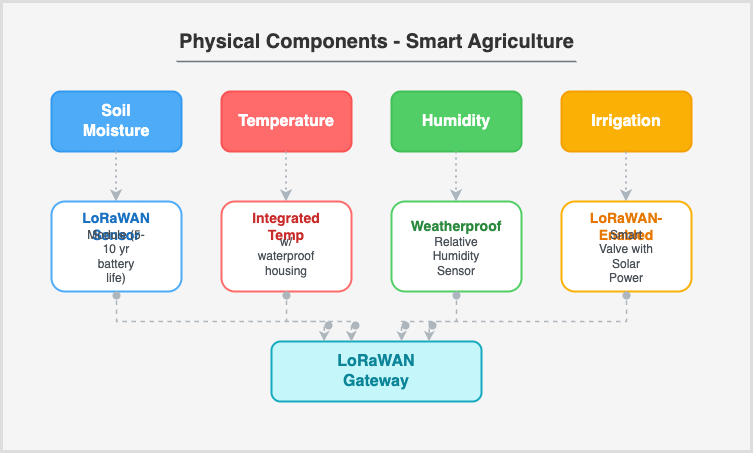 Physical Components - Smart Agriculture
Soil
Moisture
Temperature
Humidity
Irrigation
LoRaWAN
Sensor
Module (5-
10 yr
battery
life)
Integrated
Temp
w/
waterproof
housing
Weatherproof
Relative
Humidity
Sensor
LoRaWAN-
Enabled
Smart
Valve with
Solar
Power
LoRaWAN
Gateway